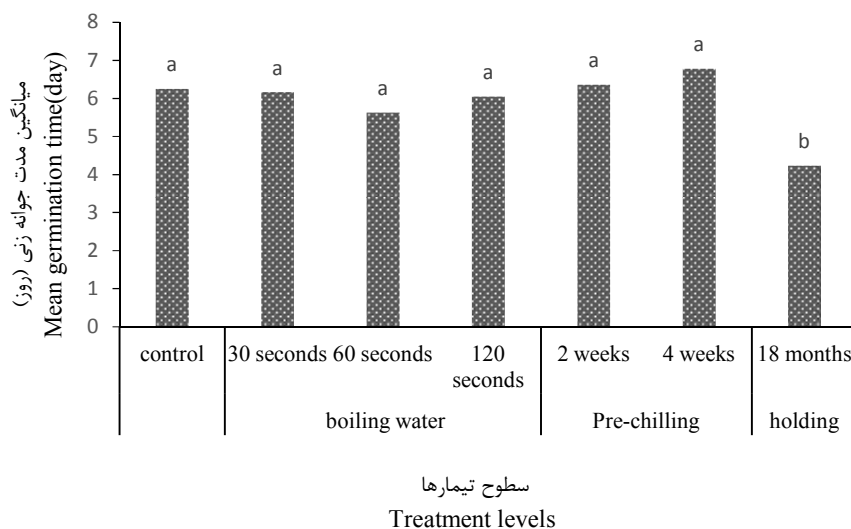 میانگین مدت جوانه زنی (روز)
Mean germination time(day)
8
7
6
5
4
3
2
1
0
a
a
a
a
a
a
b
control
30 seconds
60 seconds
120
seconds
2 weeks
4 weeks
18 months
boiling water
Pre-chilling
holding
سطوح تیمارها
Treatment levels